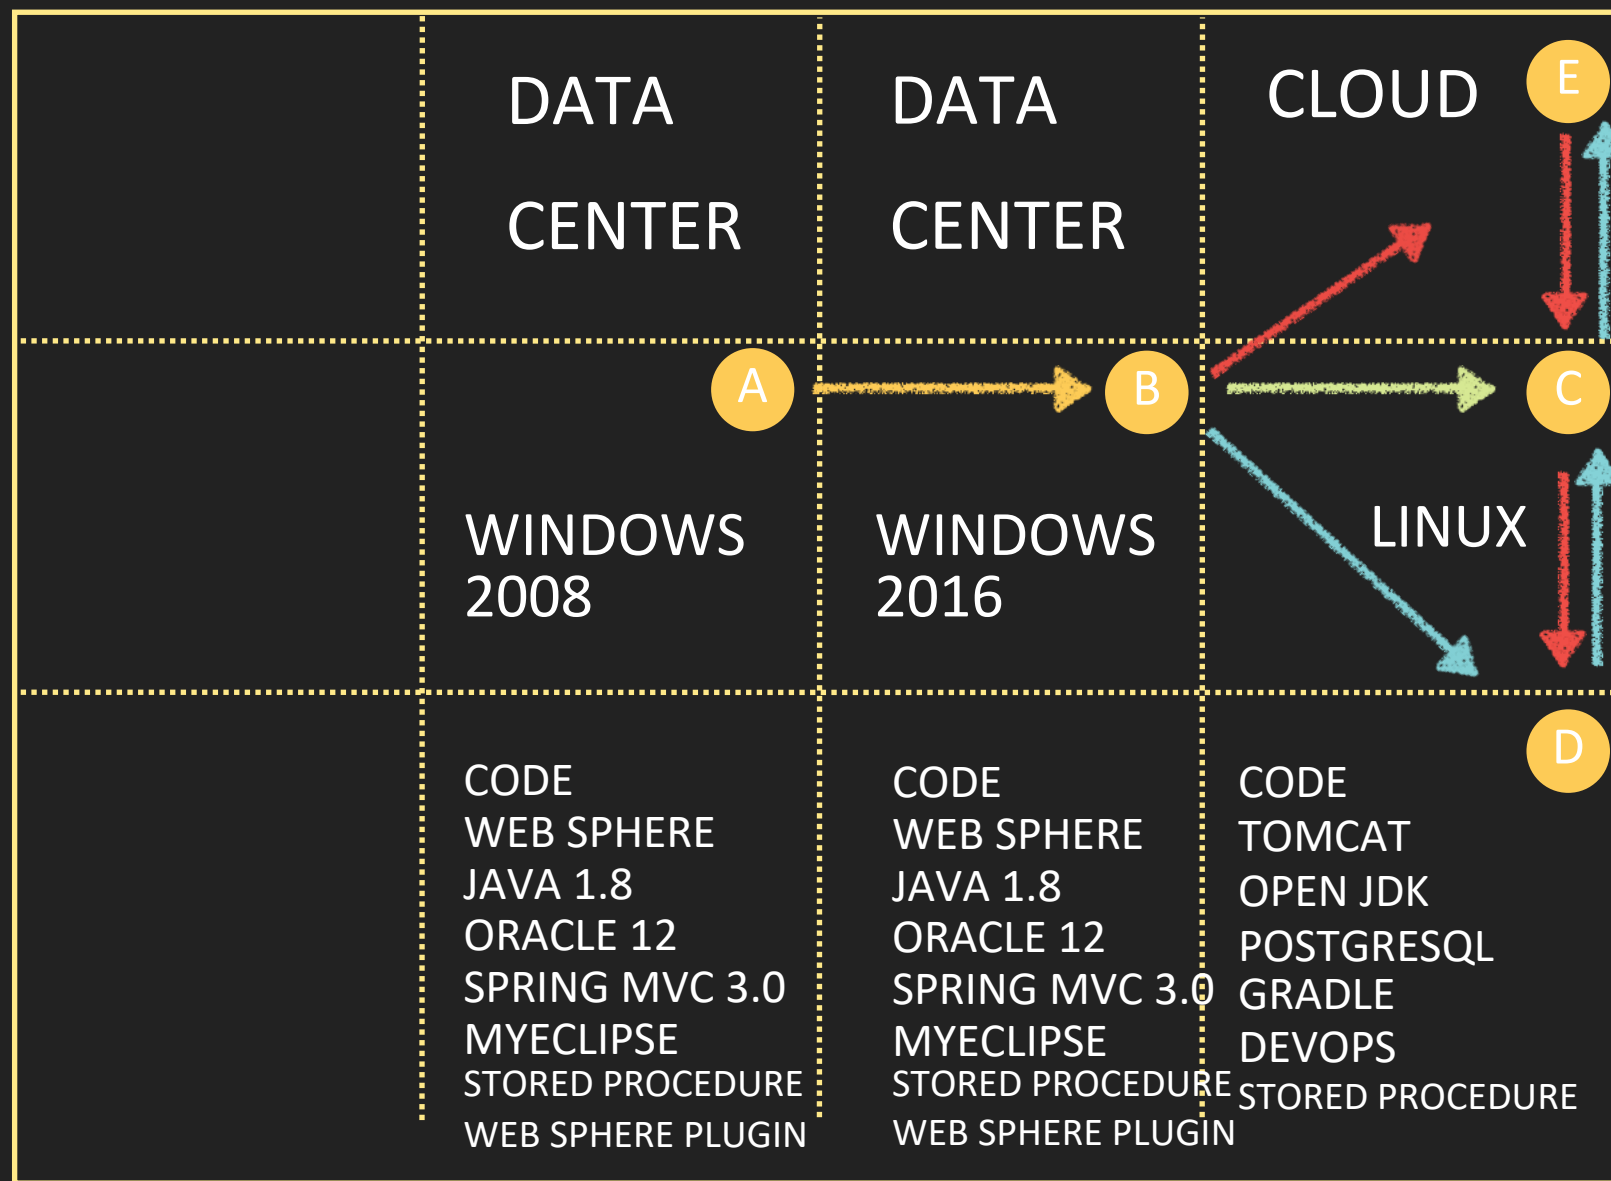 DATA
CENTER
DATA
CENTER
CLOUD
E
A
B
C
WINDOWS
2008
WINDOWS
2016
LINUX
D
CODE
WEB SPHERE
JAVA 1.8
ORACLE 12
SPRING MVC 3.0
MYECLIPSE
STORED PROCEDURE
WEB SPHERE PLUGIN
CODE
WEB SPHERE
JAVA 1.8
ORACLE 12
SPRING MVC 3.0
MYECLIPSE
STORED PROCEDURE
WEB SPHERE PLUGIN
CODE
TOMCAT
OPEN JDK
POSTGRESQL
GRADLE
DEVOPS
STORED PROCEDURE